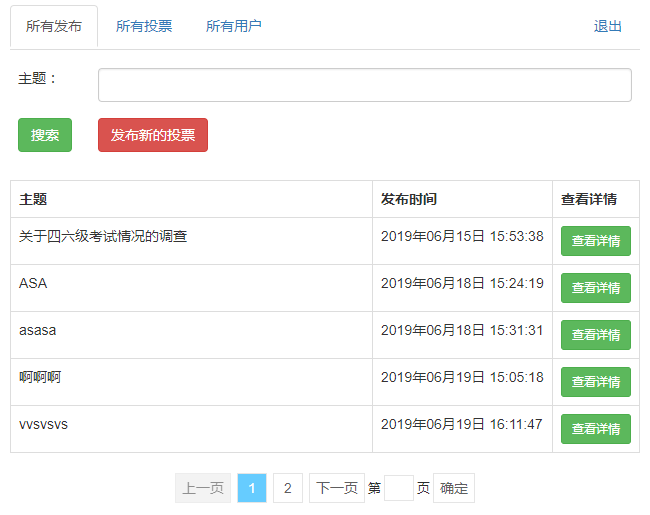 所有发布 所有投票 所有用户 退出
主题：
搜索 发布新的投票
主题 发布时间 查看详情
关于四六级考试情况的调查 2019年06月15日 15:53:38 查看详情
ASA 2019年06月18日 15:24:19 查看详情
asasa 2019年06月18日 15:31:31 查看详情
啊啊啊 2019年06月19日 15:05:18 查看详情
vvsvsvs 2019年06月19日 16:11:47 查看详情
上一页 1 2 下一页 第 页 确定